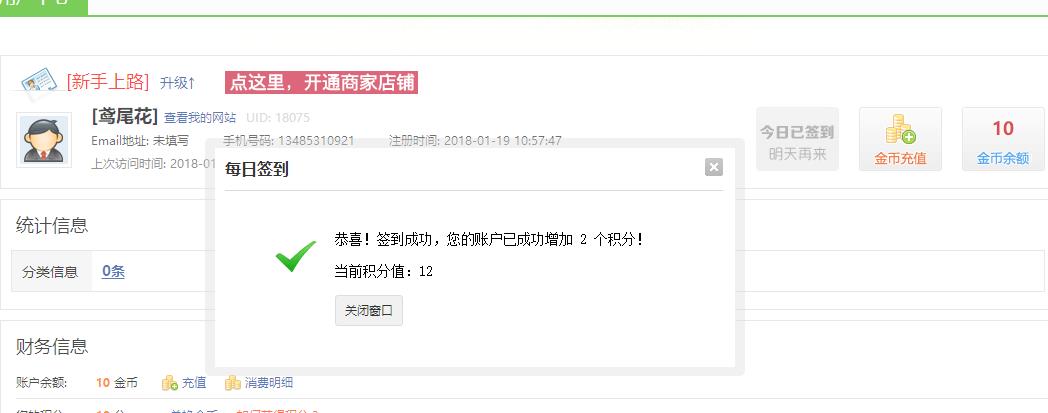 [新手上路] 升级↑ 点这里，开通商家店铺
[鸢尾花] 查看我的网站 UID: 18075
Email地址: 未填写 手机号码: 13485310921 注册时间: 2018-01-19 10:57:47
上次访问时间: 2018-01
今日已签到
明天再来
金币充值
10
金币余额
每日签到
恭喜！签到成功，您的账户已成功增加 2 个积分！
当前积分值：12
关闭窗口
统计信息
分类信息 0条
财务信息
账户余额: 10 金币 充值 消费明细